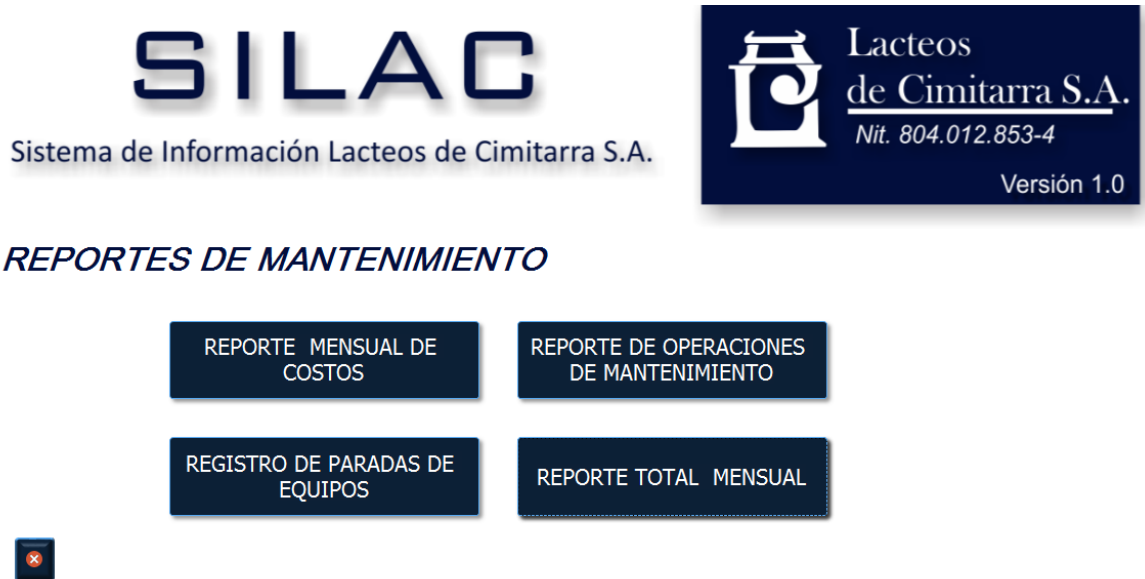 SILAC
Sistema de Información Lacteos de Cimitarra S.A.
Lacteos
de Cimitarra S.A.
Nit. 804.012.853-4
Versión 1.0
REPORTES DE MANTENIMIENTO
REPORTE MENSUAL DE
COSTOS
REPORTE DE OPERACIONES
DE MANTENIMIENTO
REGISTRO DE PARADAS DE
EQUIPOS
REPORTE TOTAL MENSUAL